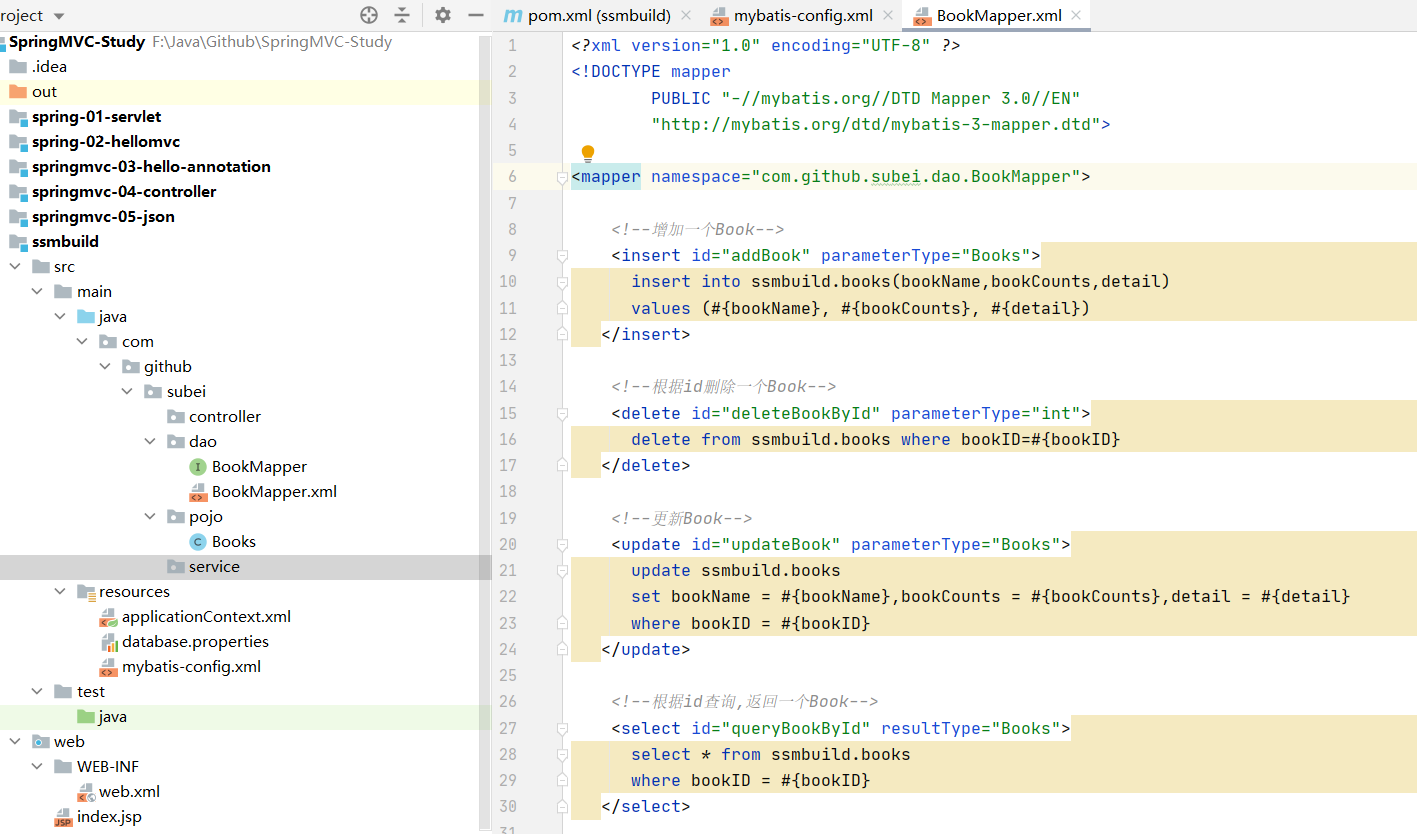 roject
SpringMVC-Study F:\Java\Github\SpringMVC-Study
.idea
out
spring-01-servlet
spring-02-hellomvc
springmvc-03-hello-annotation
springmvc-04-controller
springmvc-05-json
ssmbuild
src
main
java
com
github
subei
controller
dao
BookMapper
BookMapper.xml
pojo
Books
service
resources
applicationContext.xml
database.properties
mybatis-config.xml
test
java
web
WEB-INF
web.xml
index.jsp
pom.xml (ssmbuild) mybatis-config.xml BookMapper.xml
1 <?xml version="1.0" encoding="UTF-8" ?>
2 <!DOCTYPE mapper
3 PUBLIC "-//mybatis.org//DTD Mapper 3.0//EN"
4 "http://mybatis.org/dtd/mybatis-3-mapper.dtd">
5
6 <mapper namespace="com.github.subei.dao.BookMapper">
7
8 <!--增加一个Book-->
9 <insert id="addBook" parameterType="Books">
10 insert into ssmbuild.books(bookName,bookCounts,detail)
11 values (#{bookName}, #{bookCounts}, #{detail})
12 </insert>
13
14 <!--根据id删除一个Book-->
15 <delete id="deleteBookById" parameterType="int">
16 delete from ssmbuild.books where bookID=#{bookID}
17 </delete>
18
19 <!--更新Book-->
20 <update id="updateBook" parameterType="Books">
21 update ssmbuild.books
22 set bookName = #{bookName},bookCounts = #{bookCounts},detail = #{detail}
23 where bookID = #{bookID}
24 </update>
25
26 <!--根据id查询,返回一个Book-->
27 <select id="queryBookById" resultType="Books">
28 select * from ssmbuild.books
29 where bookID = #{bookID}
30 </select>
31